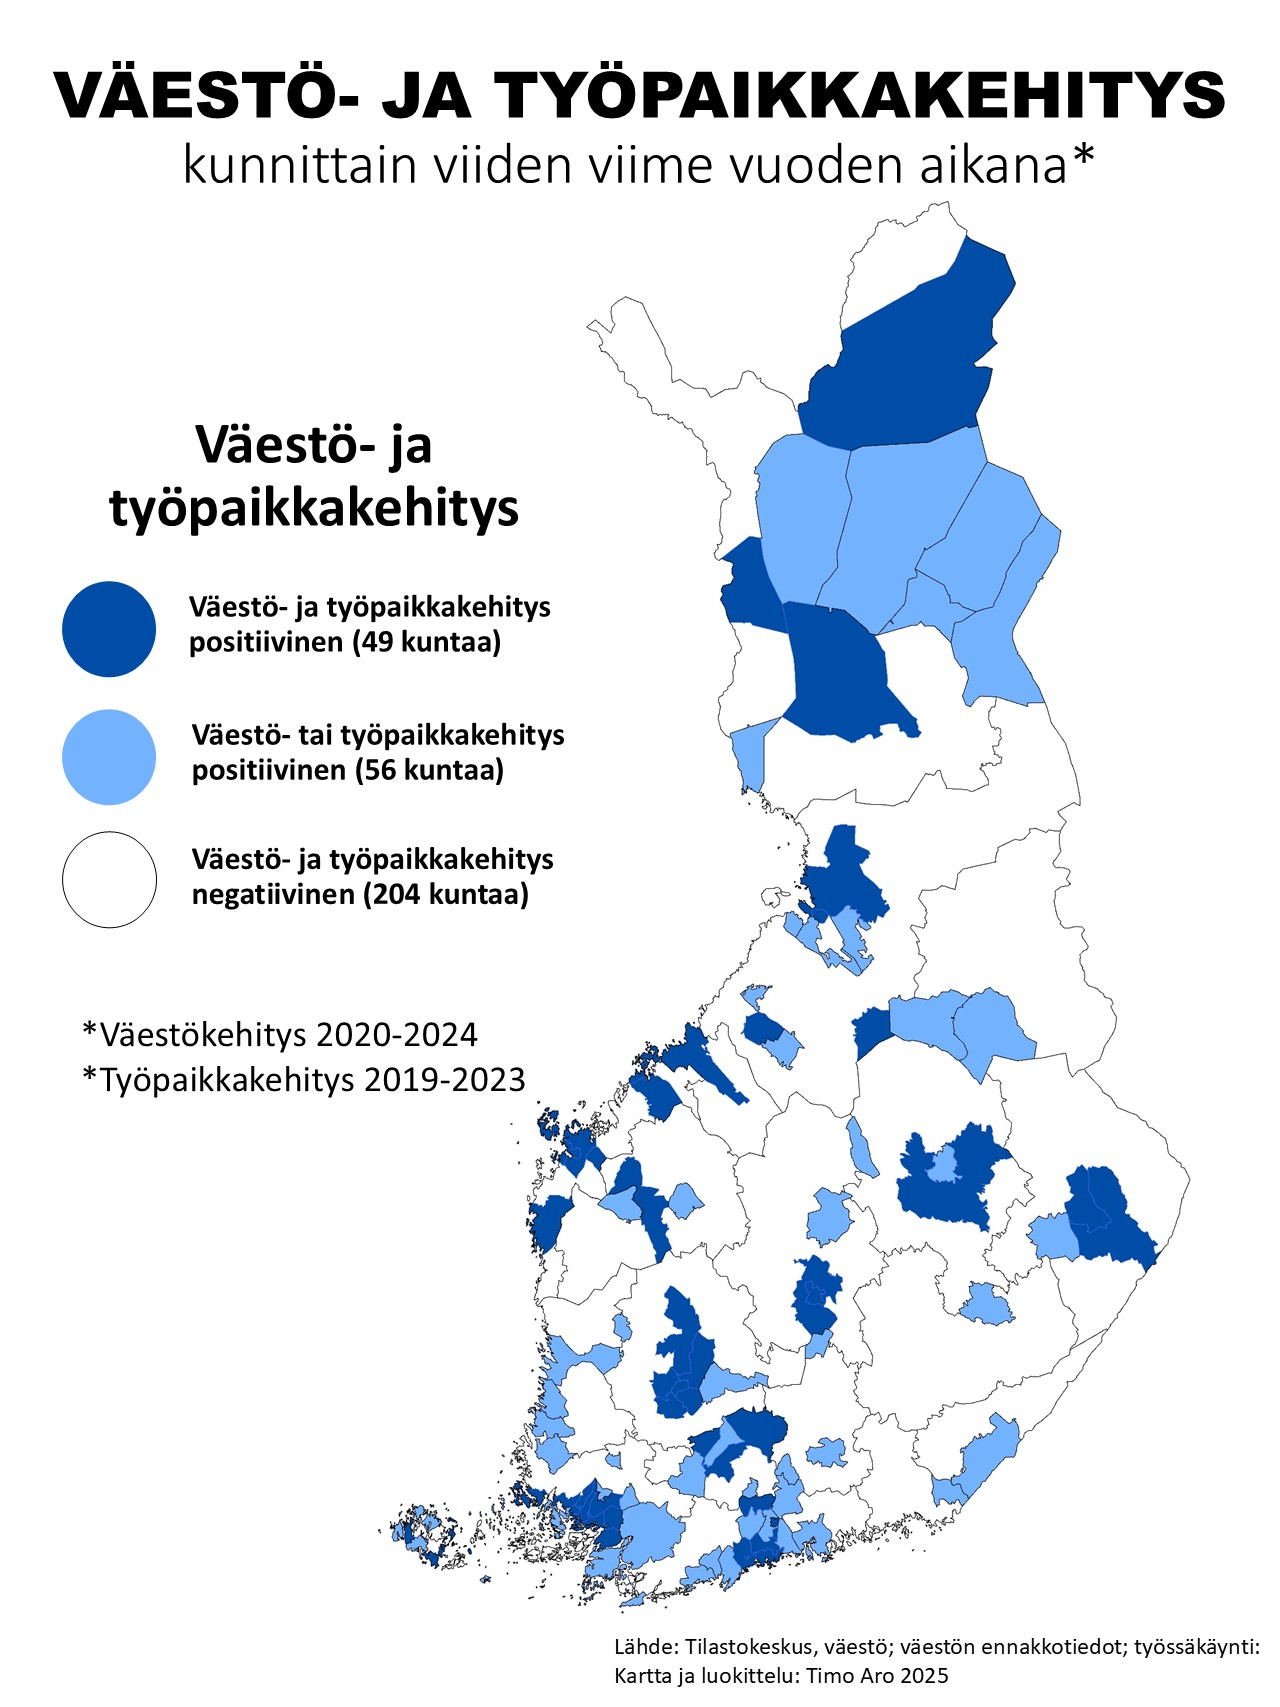 VÄESTÖ- JA TYÖPAIKKAKEHITYS
kunnittain viiden viime vuoden aikana*
Väestö- ja
työpaikkakehitys
Väestö- ja työpaikkakehitys
positiivinen (49 kuntaa)
Väestö- tai työpaikkakehitys
positiivinen (56 kuntaa)
Väestö- ja työpaikkakehitys
negatiivinen (204 kuntaa)
*Väestökehitys 2020-2024
*Työpaikkakehitys 2019-2023
Lähde: Tilastokeskus, väestö; väestön ennakkotiedot; työssäkäynti:
Kartta ja luokittelu: Timo Aro 2025